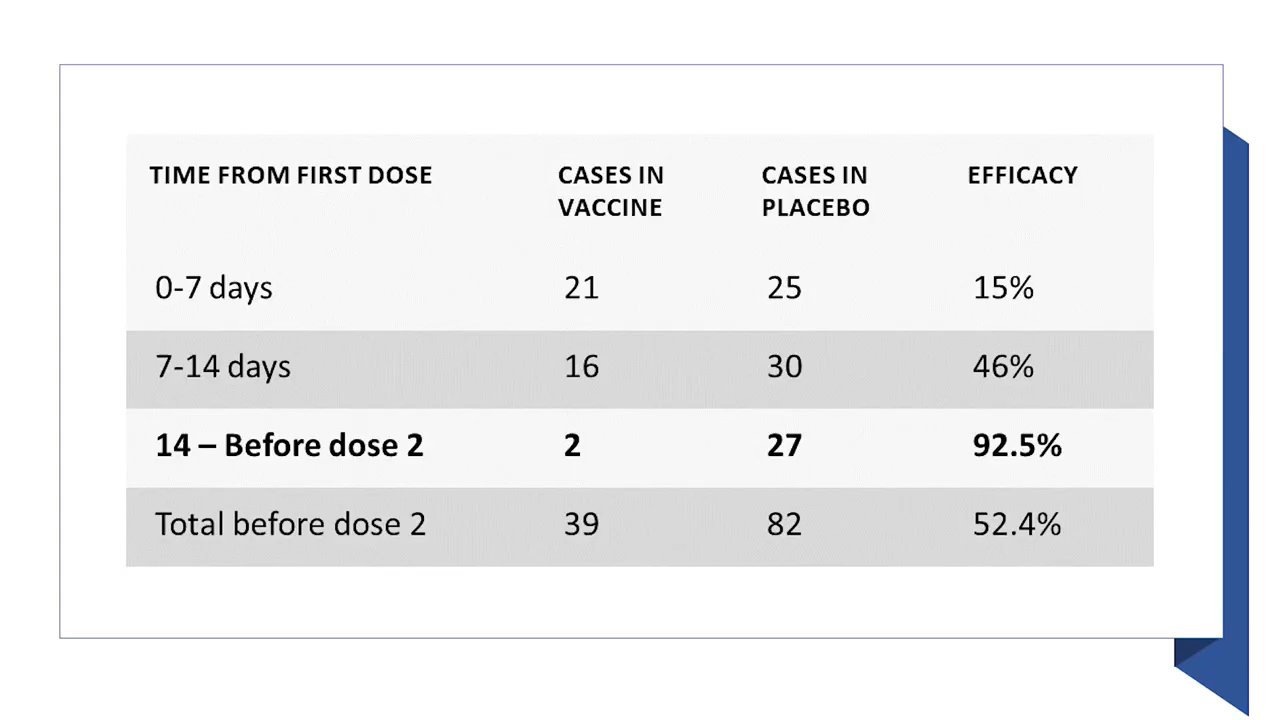 TIME FROM FIRST DOSE CASES IN VACCINE CASES IN PLACEBO EFFICACY
0-7 days 21 25 15%
7-14 days 16 30 46%
14 – Before dose 2 2 27 92.5%
Total before dose 2 39 82 52.4%